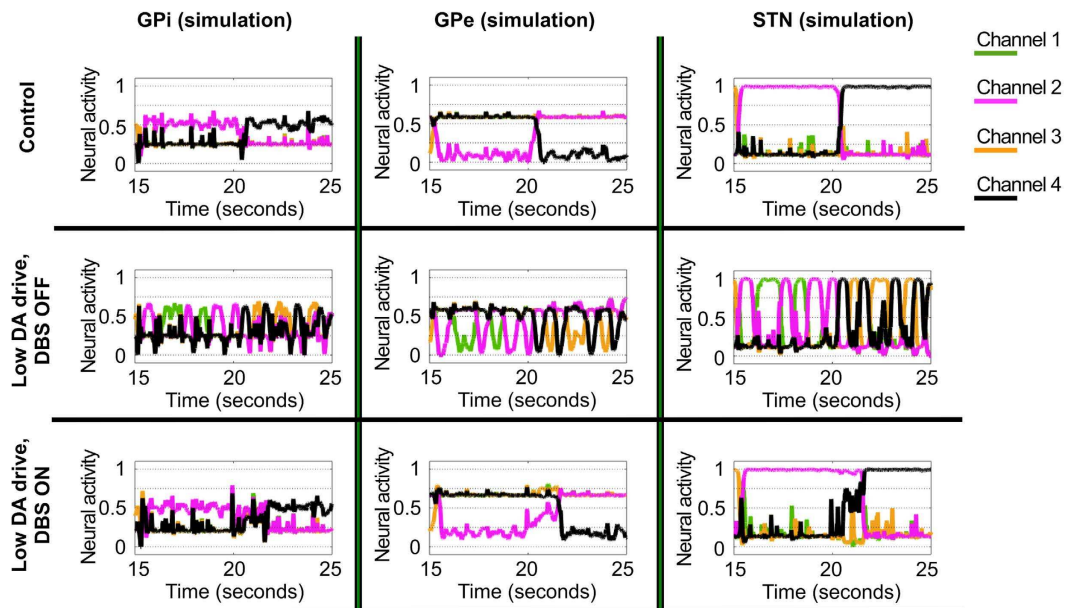 GPi (simulation)
GPe (simulation)
STN (simulation)
Channel 1
Channel 2
Channel 3
Channel 4
Control
Neural activity
1
0.5
0
15
20
25
Time (seconds)
Neural activity
1
0.5
0
15
20
25
Time (seconds)
Neural activity
1
0.5
0
15
20
25
Time (seconds)
Low DA drive,
DBS OFF
Neural activity
1
0.5
0
15
20
25
Time (seconds)
Neural activity
1
0.5
0
15
20
25
Time (seconds)
Neural activity
1
0.5
0
15
20
25
Time (seconds)
Low DA drive,
DBS ON
Neural activity
1
0.5
0
15
20
25
Time (seconds)
Neural activity
1
0.5
0
15
20
25
Time (seconds)
Neural activity
1
0.5
0
15
20
25
Time (seconds)